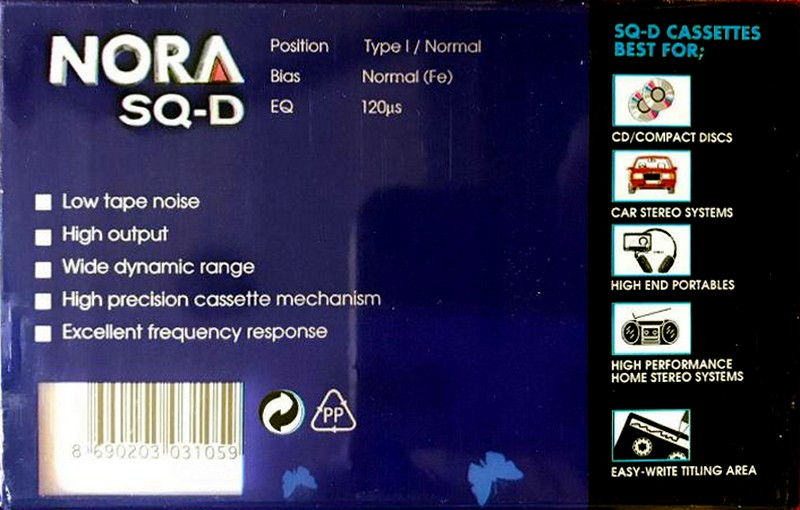 NORA
SQ-D
Position Type I / Normal
Bias Normal (Fe)
EQ 120µs
Low tape noise
High output
Wide dynamic range
High precision cassette mechanism
Excellent frequency response
8 690203 031059
PP
SQ-D CASSETTES
BEST FOR;
CD/COMPACT DISCS
CAR STEREO SYSTEMS
HIGH END PORTABLES
HIGH PERFORMANCE
HOME STEREO SYSTEMS
EASY-WRITE TITLING AREA